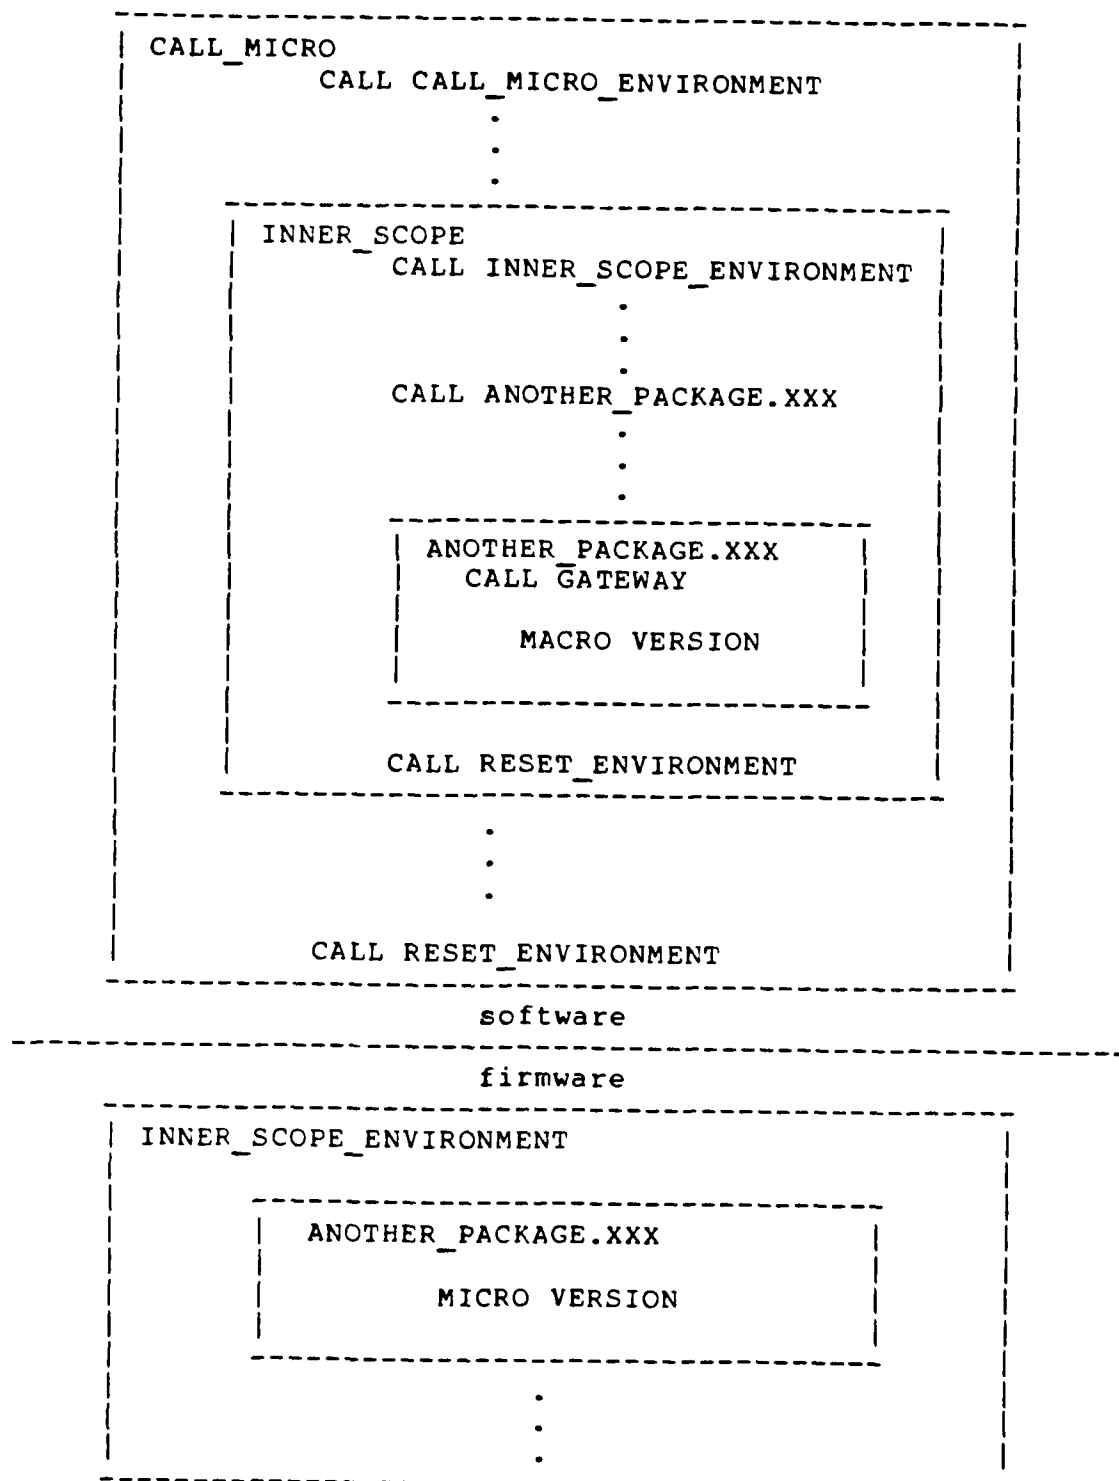 CALL_MICRO
CALL CALL_MICRO_ENVIRONMENT
.
.
.
INNER_SCOPE
CALL INNER_SCOPE_ENVIRONMENT
.
.
.
CALL ANOTHER_PACKAGE.XXX
.
.
.
ANOTHER_PACKAGE.XXX
CALL GATEWAY
MACRO VERSION
CALL RESET_ENVIRONMENT
.
.
.
CALL RESET_ENVIRONMENT
software
firmware
INNER_SCOPE_ENVIRONMENT
ANOTHER_PACKAGE.XXX
MICRO VERSION
.
.
.